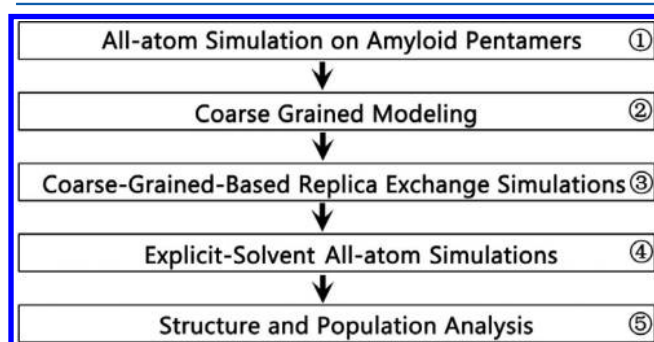 All-atom Simulation on Amyloid Pentamers ①
Coarse Grained Modeling ②
Coarse-Grained-Based Replica Exchange Simulations ③
Explicit-Solvent All-atom Simulations ④
Structure and Population Analysis ⑤